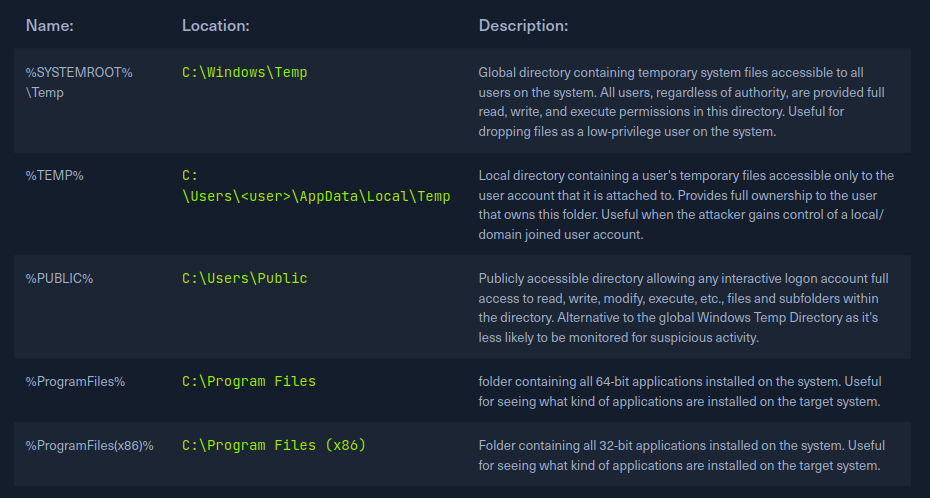 Name: Location: Description:
%SYSTEMROOT% C:\Windows\Temp Global directory containing temporary system files accessible to all
\Temp users on the system. All users, regardless of authority, are provided full
read, write, and execute permissions in this directory. Useful for
dropping files as a low-privilege user on the system.
%TEMP% C: Local directory containing a user's temporary files accessible only to the
\Users\<user>\AppData\Local\Temp user account that it is attached to. Provides full ownership to the user
that owns this folder. Useful when the attacker gains control of a local/
domain joined user account.
%PUBLIC% C:\Users\Public Publicly accessible directory allowing any interactive logon account full
access to read, write, modify, execute, etc., files and subfolders within
the directory. Alternative to the global Windows Temp Directory as it's
less likely to be monitored for suspicious activity.
%ProgramFiles% C:\Program Files folder containing all 64-bit applications installed on the system. Useful
for seeing what kind of applications are installed on the target system.
%ProgramFiles(x86)% C:\Program Files (x86) Folder containing all 32-bit applications installed on the system. Useful
for seeing what kind of applications are installed on the target system.